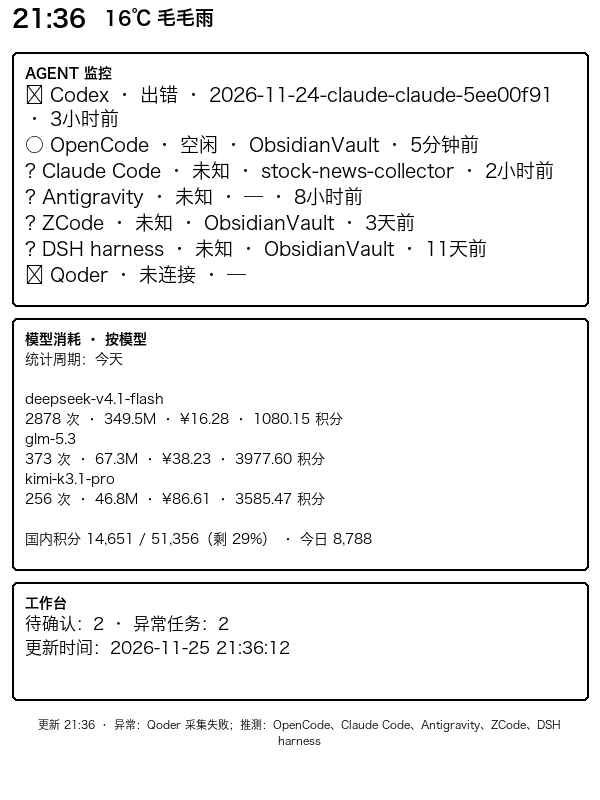 21:36 16℃ 毛毛雨
AGENT 监控
☒ Codex · 出错 · 2026-11-24-claude-claude-5ee00f91
· 3小时前
○ OpenCode · 空闲 · ObsidianVault · 5分钟前
? Claude Code · 未知 · stock-news-collector · 2小时前
? Antigravity · 未知 · — · 8小时前
? ZCode · 未知 · ObsidianVault · 3天前
? DSH harness · 未知 · ObsidianVault · 11天前
☒ Qoder · 未连接 · —
模型消耗 · 按模型
统计周期：今天
deepseek-v4.1-flash
2878 次 · 349.5M · ¥16.28 · 1080.15 积分
glm-5.3
373 次 · 67.3M · ¥38.23 · 3977.60 积分
kimi-k3.1-pro
256 次 · 46.8M · ¥86.61 · 3585.47 积分
国内积分 14,651 / 51,356（剩 29%） · 今日 8,788
工作台
待确认：2 · 异常任务：2
更新时间：2026-11-25 21:36:12
更新 21:36 · 异常：Qoder 采集失败；推测：OpenCode、Claude Code、Antigravity、ZCode、DSH
harness